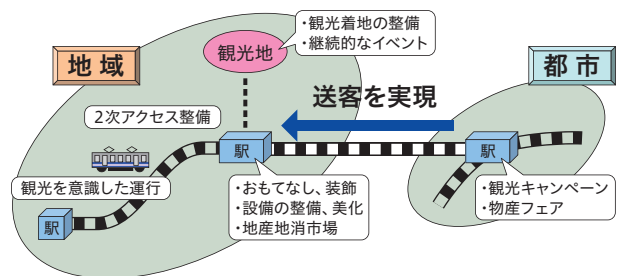 地域
観光地
・観光着地の整備
・継続的なイベント
都市
送客を実現
2次アクセス整備
駅
駅
観光を意識した運行
駅
・おもてなし、装飾
・設備の整備、美化
・地産地消市場
・観光キャンペーン
・物産フェア